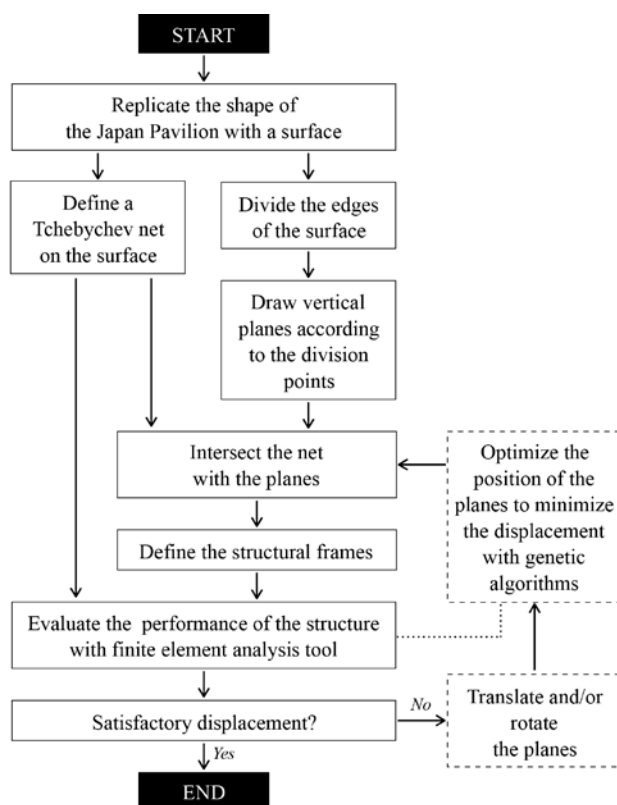 START
Replicate the shape of
the Japan Pavilion with a surface
Define a
Tchebychev net
on the surface
Divide the edges
of the surface
Draw vertical
planes according
to the division
points
Intersect the net
with the planes
Optimize the
position of the
planes to minimize
the displacement
with genetic
algorithms
Define the structural frames
Evaluate the performance of the structure
with finite element analysis tool
Satisfactory displacement?
No
Translate and/or
rotate
the planes
Yes
END